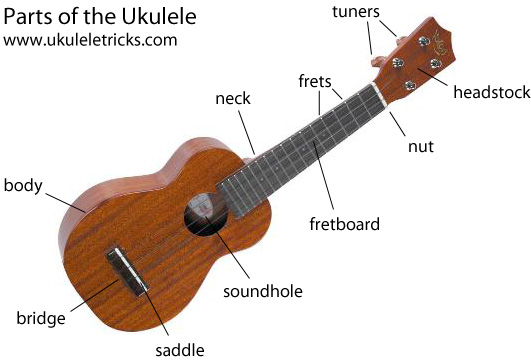 Parts of the Ukulele
www.ukuleletricks.com
tuners
frets
headstock
neck
nut
body
fretboard
soundhole
bridge
saddle